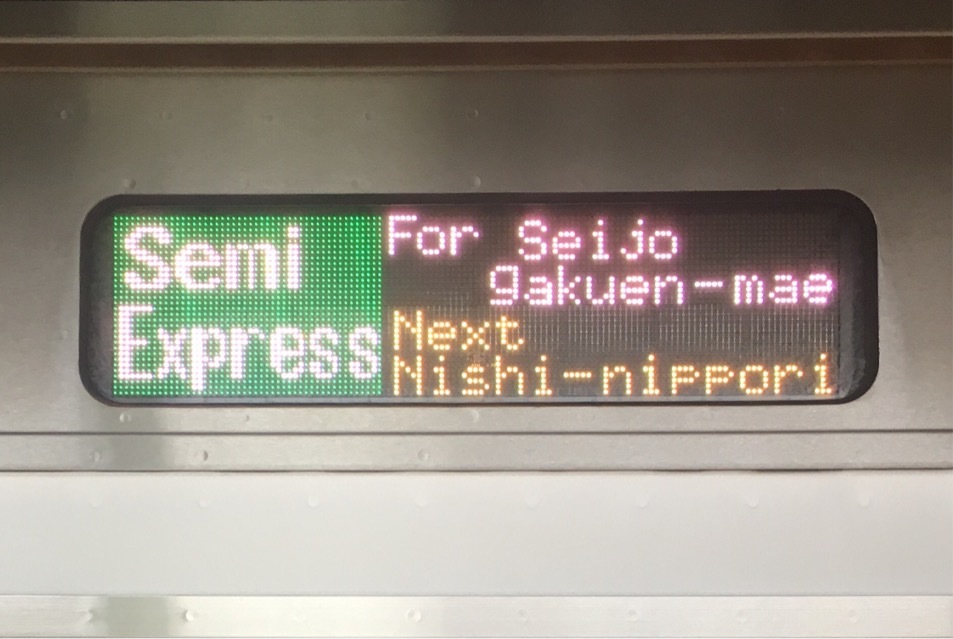 Semi
Express
For Seijo
gakuen-mae
Next
Nishi-nippori